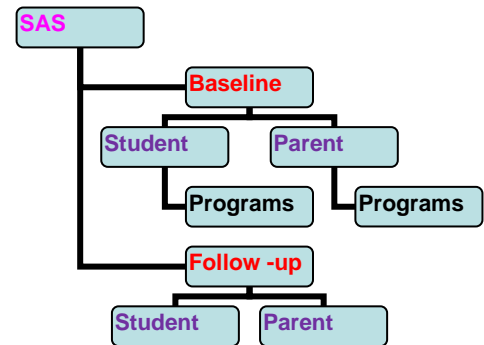 SAS
Baseline
Student Parent
Programs Programs
Follow -up
Student Parent